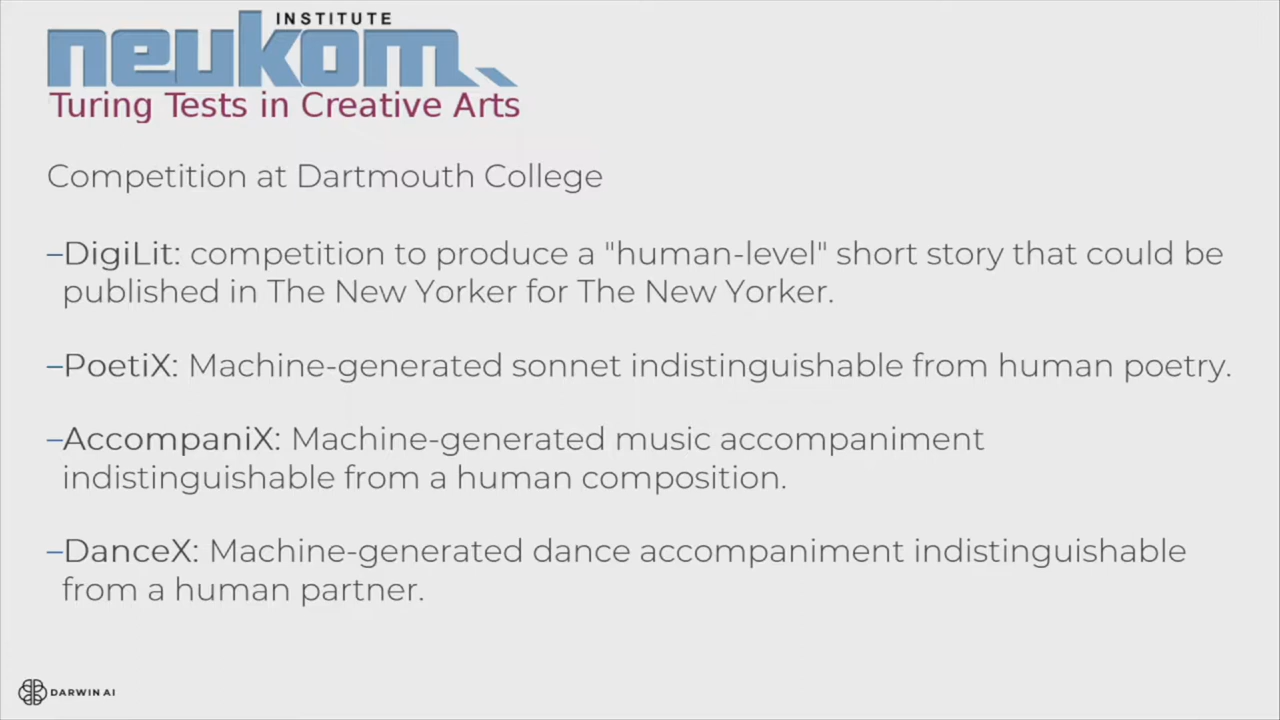 INSTITUTE
neukom
Turing Tests in Creative Arts
Competition at Dartmouth College
–DigiLit: competition to produce a "human-level" short story that could be
published in The New Yorker for The New Yorker.
–PoetiX: Machine-generated sonnet indistinguishable from human poetry.
–AccompaniX: Machine-generated music accompaniment
indistinguishable from a human composition.
–DanceX: Machine-generated dance accompaniment indistinguishable
from a human partner.
DARWIN AI